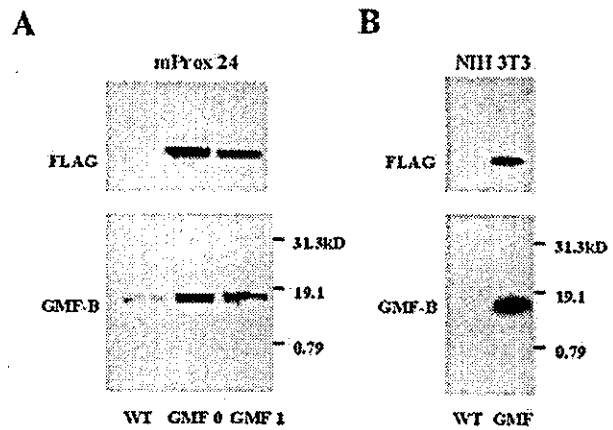 A
mProx 24
FLAG
GMF-B
31.3kD
19.1
0.79
WT GMF 0 GMF 1
B
NIH 3T3
FLAG
GMF-B
31.3kD
19.1
0.79
WT GMF